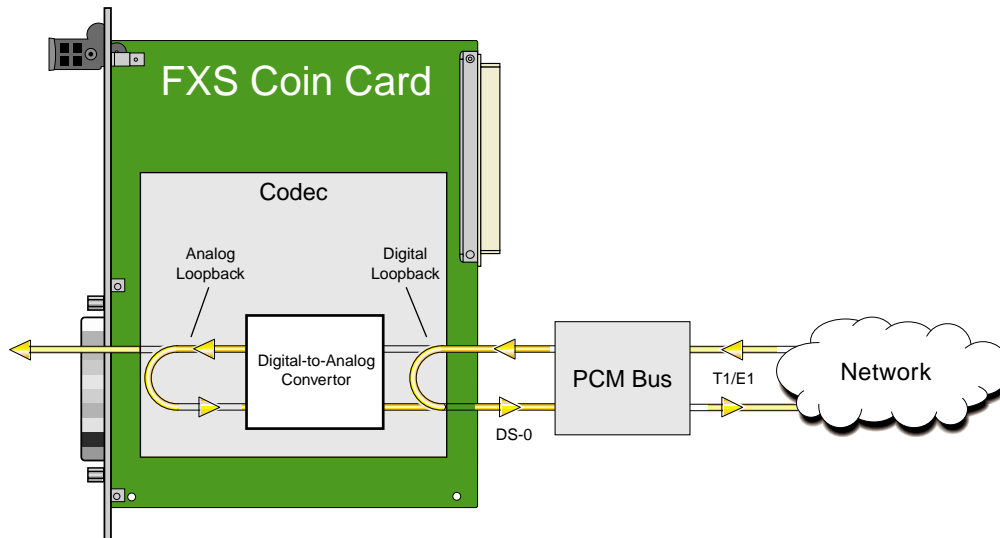 FXS Coin Card
Codec
Analog
Loopback
Digital
Loopback
Digital-to-Analog
Convertor
PCM Bus
T1/E1
Network
DS-0